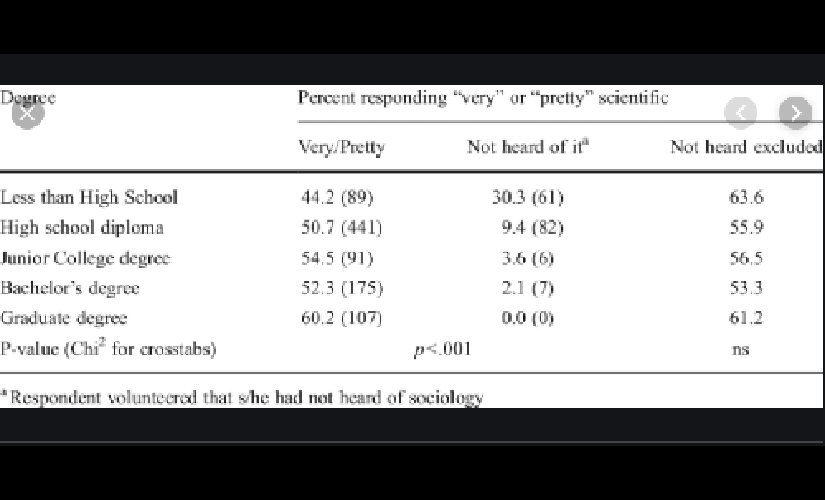 Degree Percent responding “very” or “pretty” scientific
Very/Pretty Not heard of itᵃ Not heard excluded
Less than High School 44.2 (89) 30.3 (61) 63.6
High school diploma 50.7 (441) 9.4 (82) 55.9
Junior College degree 54.5 (91) 3.6 (6) 56.5
Bachelor’s degree 52.3 (175) 2.1 (7) 53.3
Graduate degree 60.2 (107) 0.0 (0) 61.2
P-value (Chi² for crosstabs) p<.001 ns
ᵃ Respondent volunteered that s/he had not heard of sociology